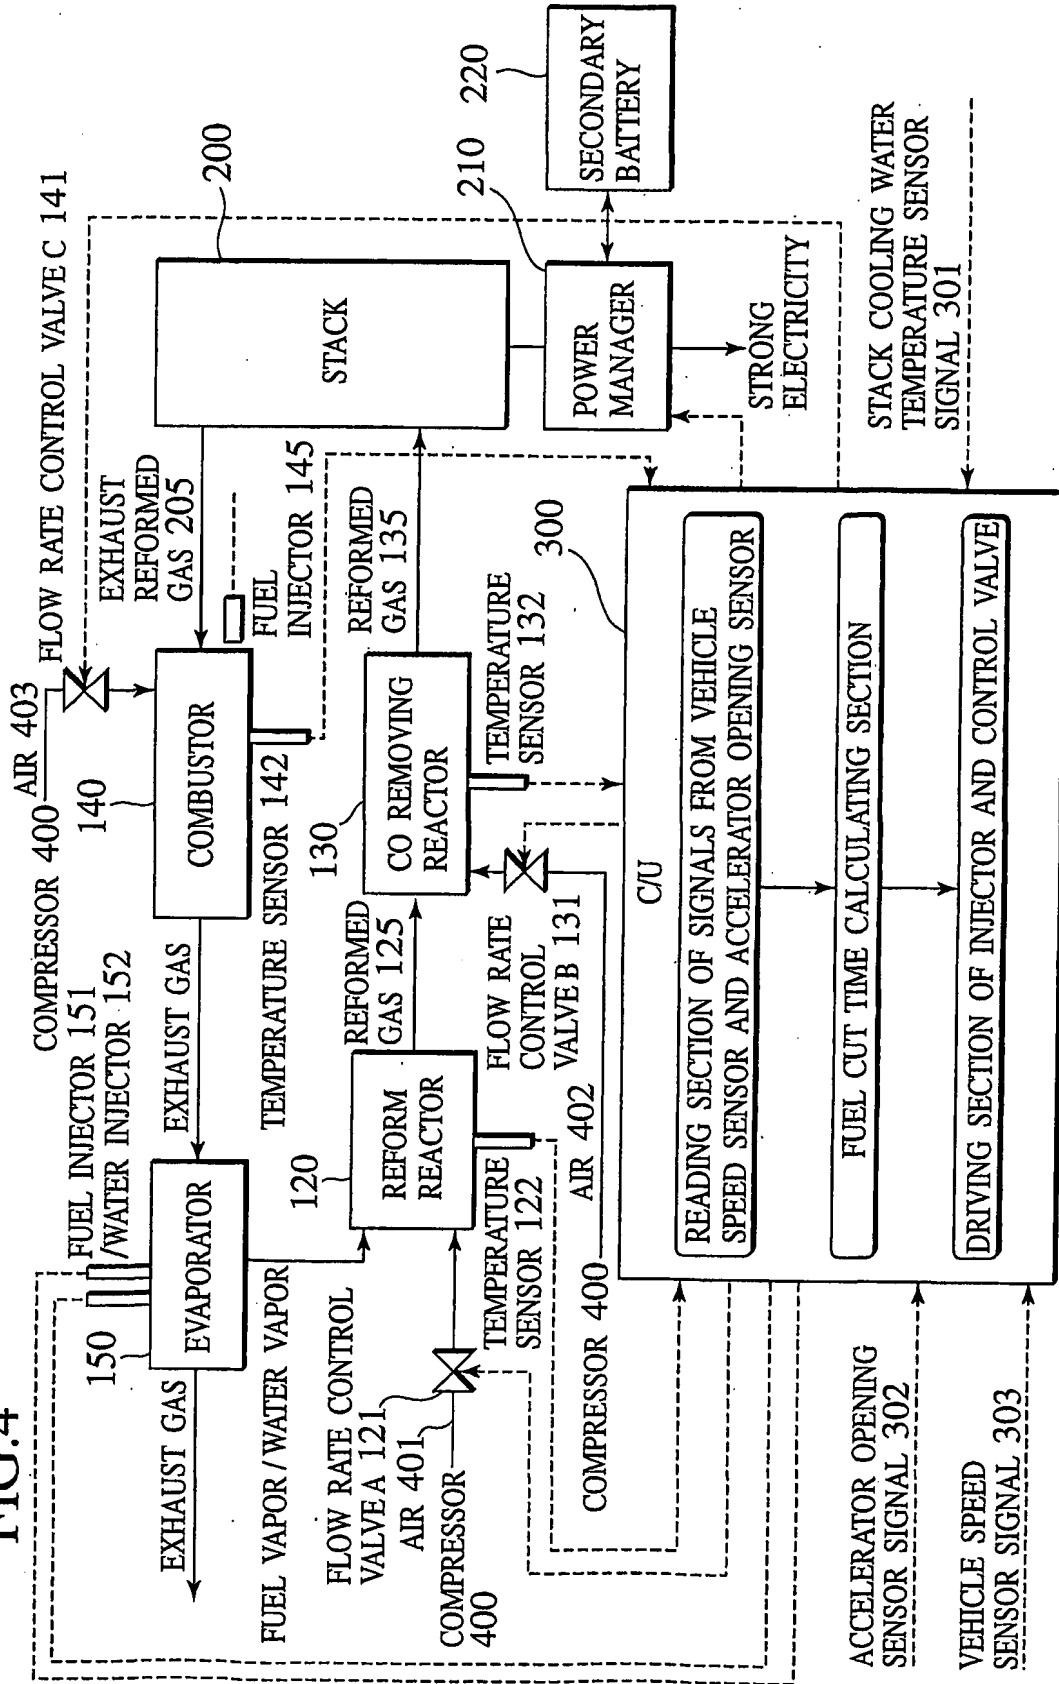 FIG.4
COMPRESSOR 400
AIR 403
FLOW RATE CONTROL VALVE C 141
FUEL INJECTOR 151
/WATER INJECTOR 152
150
EVAPORATOR
EXHAUST GAS
EXHAUST GAS
140
COMBUSTOR
TEMPERATURE SENSOR 142
EXHAUST
REFORMED
GAS 205
FUEL
INJECTOR 145
200
STACK
FUEL VAPOR/WATER VAPOR
120
REFORM
REACTOR
REFORMED
GAS 125
130
CO REMOVING
REACTOR
REFORMED
GAS 135
FLOW RATE CONTROL
VALVE A 121
AIR 401
COMPRESSOR
400
TEMPERATURE
SENSOR 122
FLOW RATE
CONTROL
VALVE B 131
TEMPERATURE
SENSOR 132
COMPRESSOR 400
AIR 402
210
POWER
MANAGER
220
SECONDARY
BATTERY
STRONG
ELECTRICITY
300
C/U
READING SECTION OF SIGNALS FROM VEHICLE
SPEED SENSOR AND ACCELERATOR OPENING SENSOR
FUEL CUT TIME CALCULATING SECTION
DRIVING SECTION OF INJECTOR AND CONTROL VALVE
STACK COOLING WATER
TEMPERATURE SENSOR
SIGNAL 301
ACCELERATOR OPENING
SENSOR SIGNAL 302
VEHICLE SPEED
SENSOR SIGNAL 303